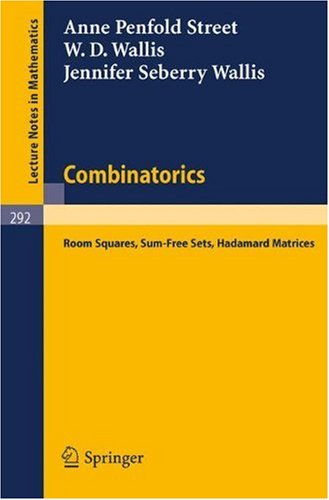 Lecture Notes in Mathematics
292
Anne Penfold Street
W. D. Wallis
Jennifer Seberry Wallis
Combinatorics
Room Squares, Sum-Free Sets, Hadamard Matrices
Springer